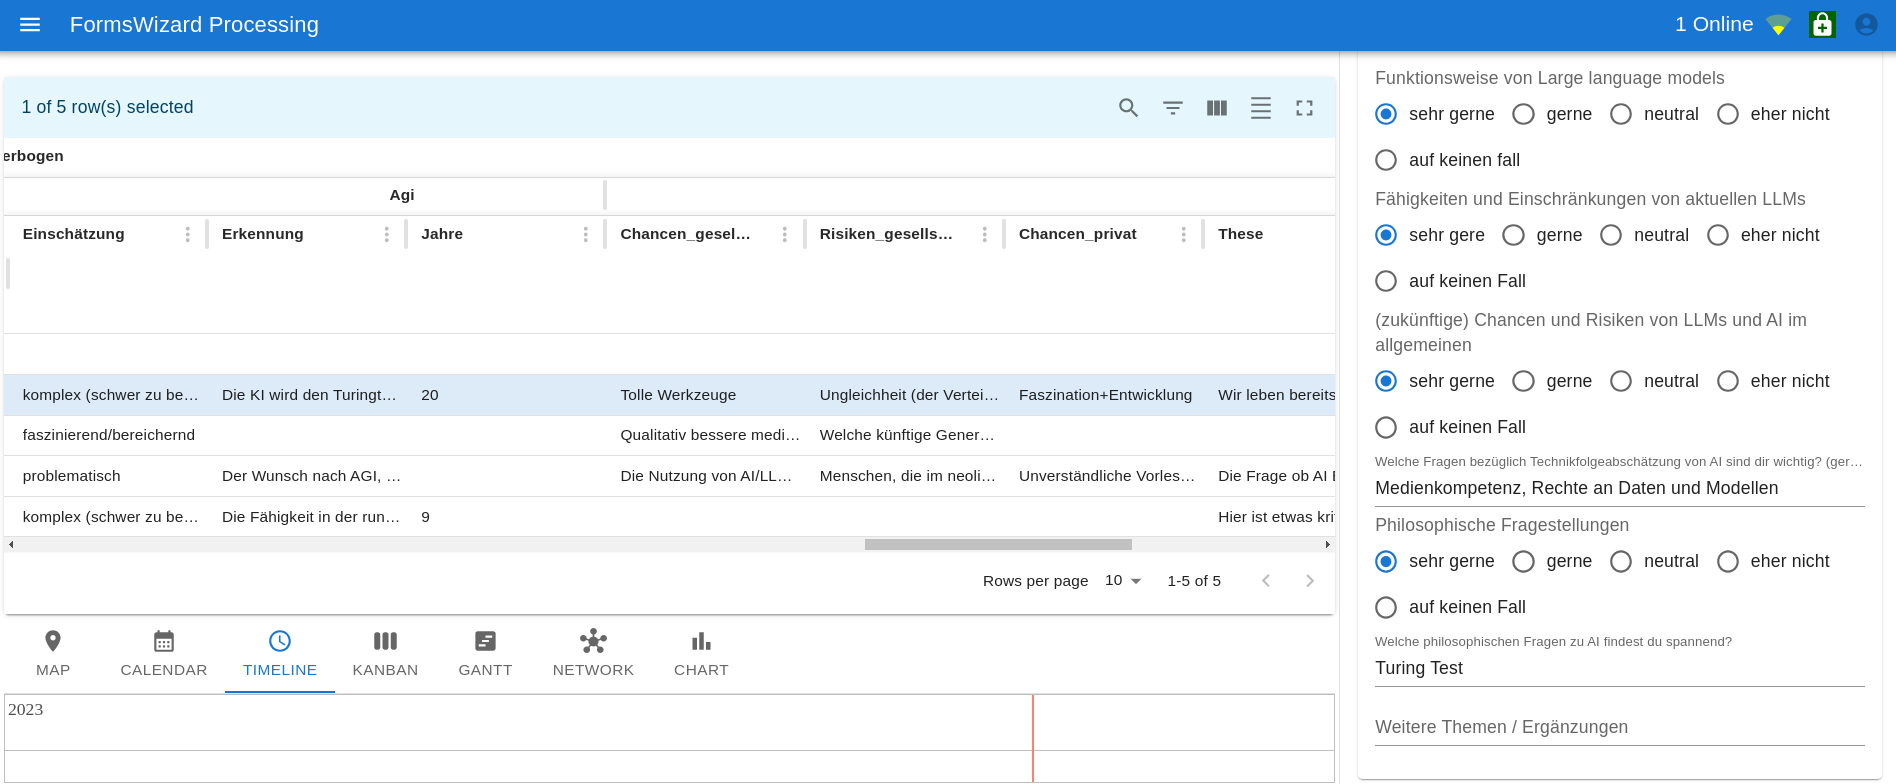 FormsWizard Processing
1 Online
1 of 5 row(s) selected
erbogen
Agi
Einschätzung Erkennung Jahre Chancen_gesel… Risiken_gesells… Chancen_privat These
komplex (schwer zu be… Die KI wird den Turingt… 20 Tolle Werkzeuge Ungleichheit (der Vertei… Faszination+Entwicklung Wir leben bereits
faszinierend/bereichernd Qualitativ bessere medi… Welche künftige Gener…
problematisch Der Wunsch nach AGI, … Die Nutzung von AI/LL… Menschen, die im neoli… Unverständliche Vorles… Die Frage ob AI
komplex (schwer zu be… Die Fähigkeit in der run… 9 Hier ist etwas kri
Rows per page 10 1-5 of 5
MAP CALENDAR TIMELINE KANBAN GANTT NETWORK CHART
2023
Funktionsweise von Large language models
sehr gerne gerne neutral eher nicht
auf keinen fall
Fähigkeiten und Einschränkungen von aktuellen LLMs
sehr gere gerne neutral eher nicht
auf keinen Fall
(zukünftige) Chancen und Risiken von LLMs und AI im
allgemeinen
sehr gerne gerne neutral eher nicht
auf keinen Fall
Welche Fragen bezüglich Technikfolgeabschätzung von AI sind dir wichtig? (ger…
Medienkompetenz, Rechte an Daten und Modellen
Philosophische Fragestellungen
sehr gerne gerne neutral eher nicht
auf keinen Fall
Welche philosophischen Fragen zu AI findest du spannend?
Turing Test
Weitere Themen / Ergänzungen